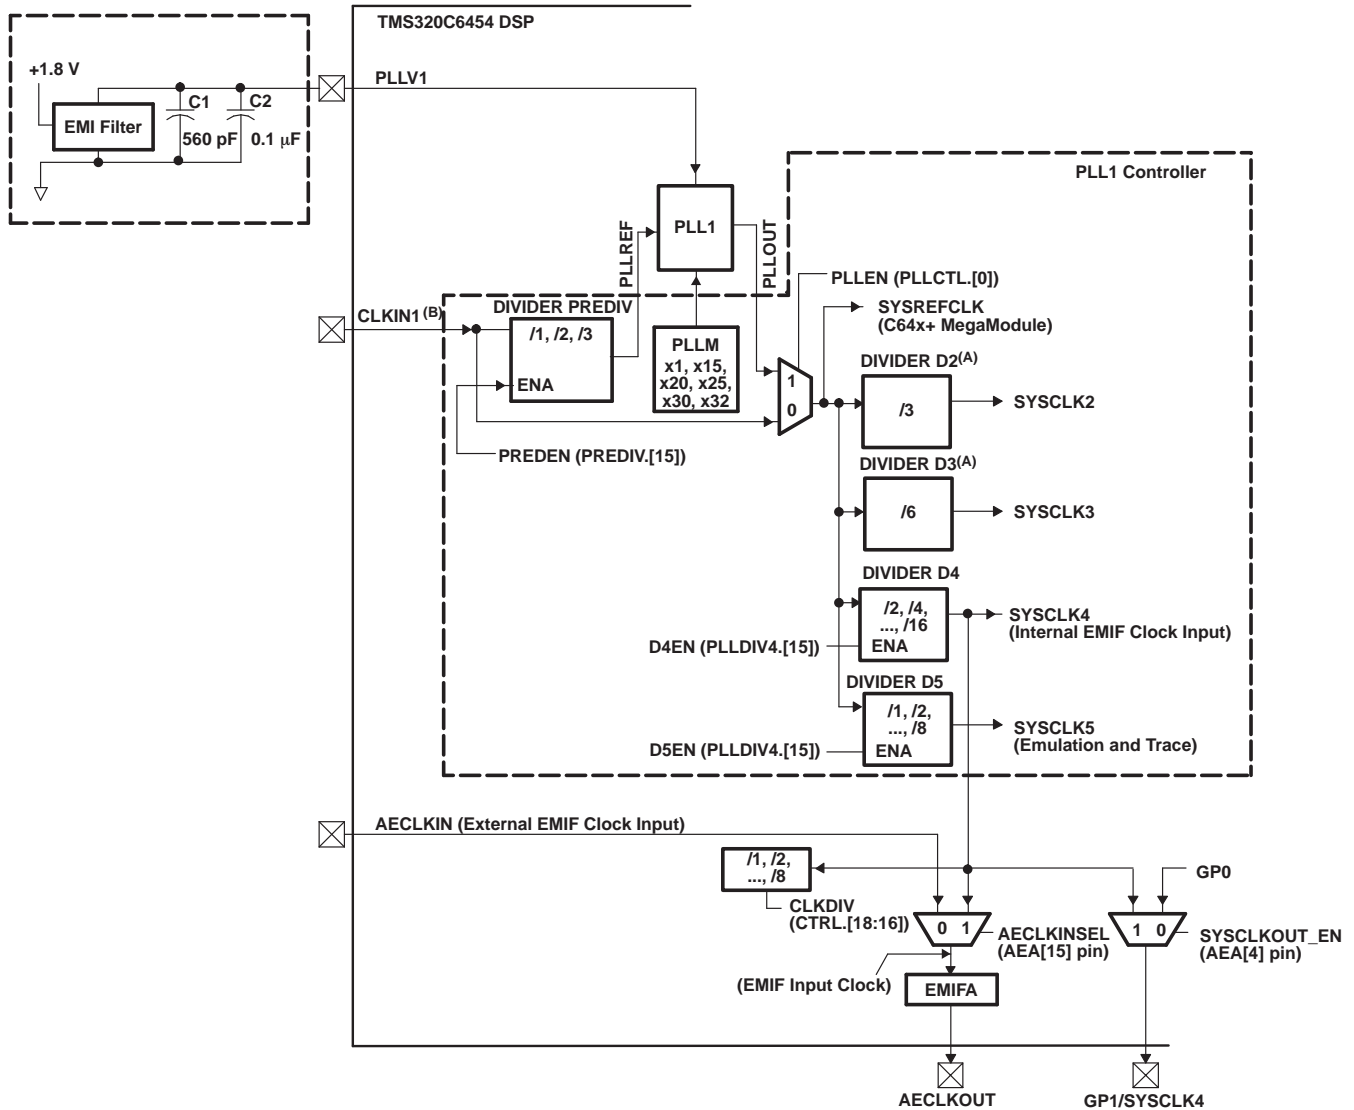 TMS320C6454 DSP
+1.8 V
EMI Filter
C1
C2
560 pF
0.1 µF
PLLV1
PLL1 Controller
PLL1
PLLREF
PLLOUT
PLLEN (PLLCTL.[0])
SYSREFCLK
(C64x+ MegaModule)
CLKIN1 (B)
DIVIDER PREDIV
/1, /2, /3
ENA
PLLM
x1, x15,
x20, x25,
x30, x32
1
0
PREDEN (PREDIV.[15])
DIVIDER D2(A)
/3
SYSCLK2
DIVIDER D3(A)
/6
SYSCLK3
DIVIDER D4
/2, /4,
..., /16
ENA
SYSCLK4
(Internal EMIF Clock Input)
D4EN (PLLDIV4.[15])
DIVIDER D5
/1, /2,
..., /8
ENA
SYSCLK5
(Emulation and Trace)
D5EN (PLLDIV4.[15])
AECLKIN (External EMIF Clock Input)
/1, /2,
..., /8
CLKDIV
(CTRL.[18:16])
GP0
0 1
AECLKINSEL
(AEA[15] pin)
1 0
SYSCLKOUT_EN
(AEA[4] pin)
(EMIF Input Clock)
EMIFA
AECLKOUT
GP1/SYSCLK4